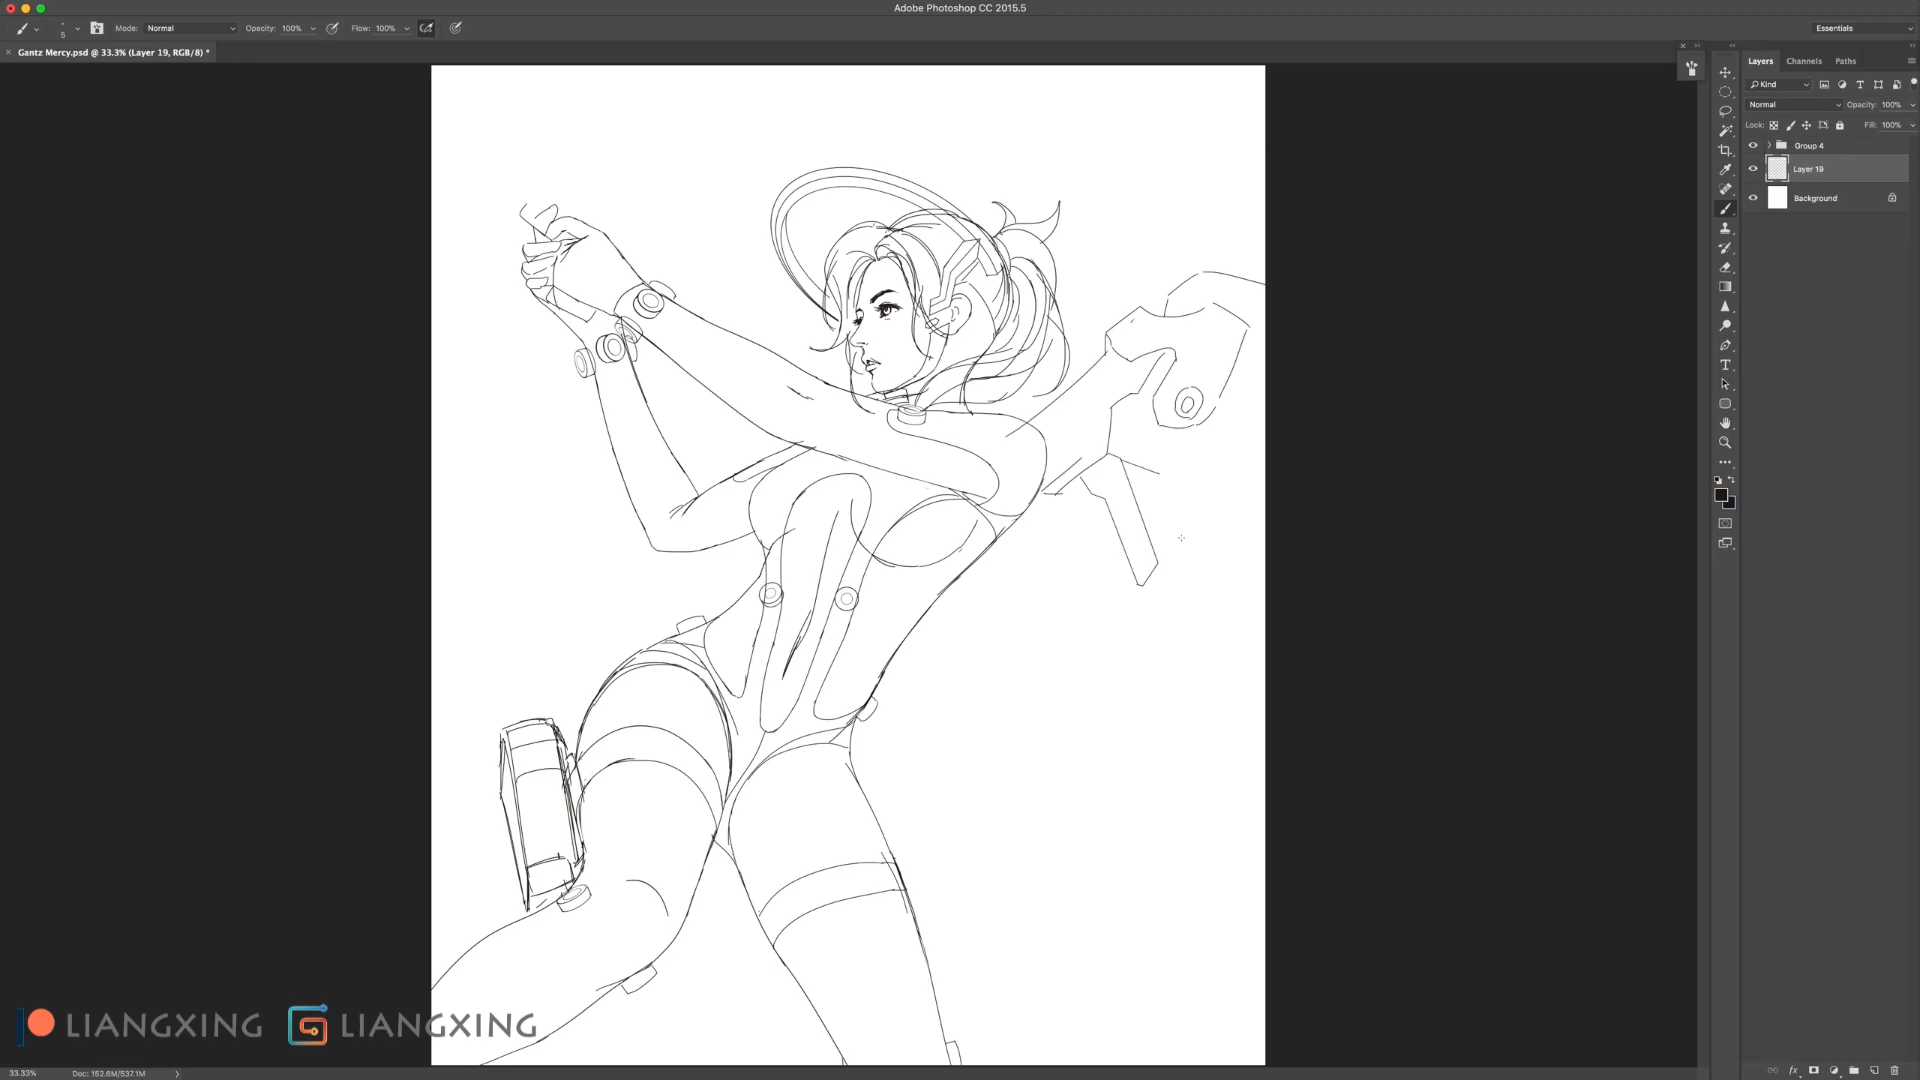 Adobe Photoshop CC 2015.5
5
Mode: Normal
Opacity: 100%
Flow: 100%
Essentials
Gantz Mercy.psd @ 33.3% (Layer 19, RGB/8) *
Layers
Channels
Paths
Kind
Normal
Opacity: 100%
Lock:
Fill: 100%
Group 4
Layer 19
Background
LIANGXING
LIANGXING
33.33%
Doc: 152.6M/537.1M